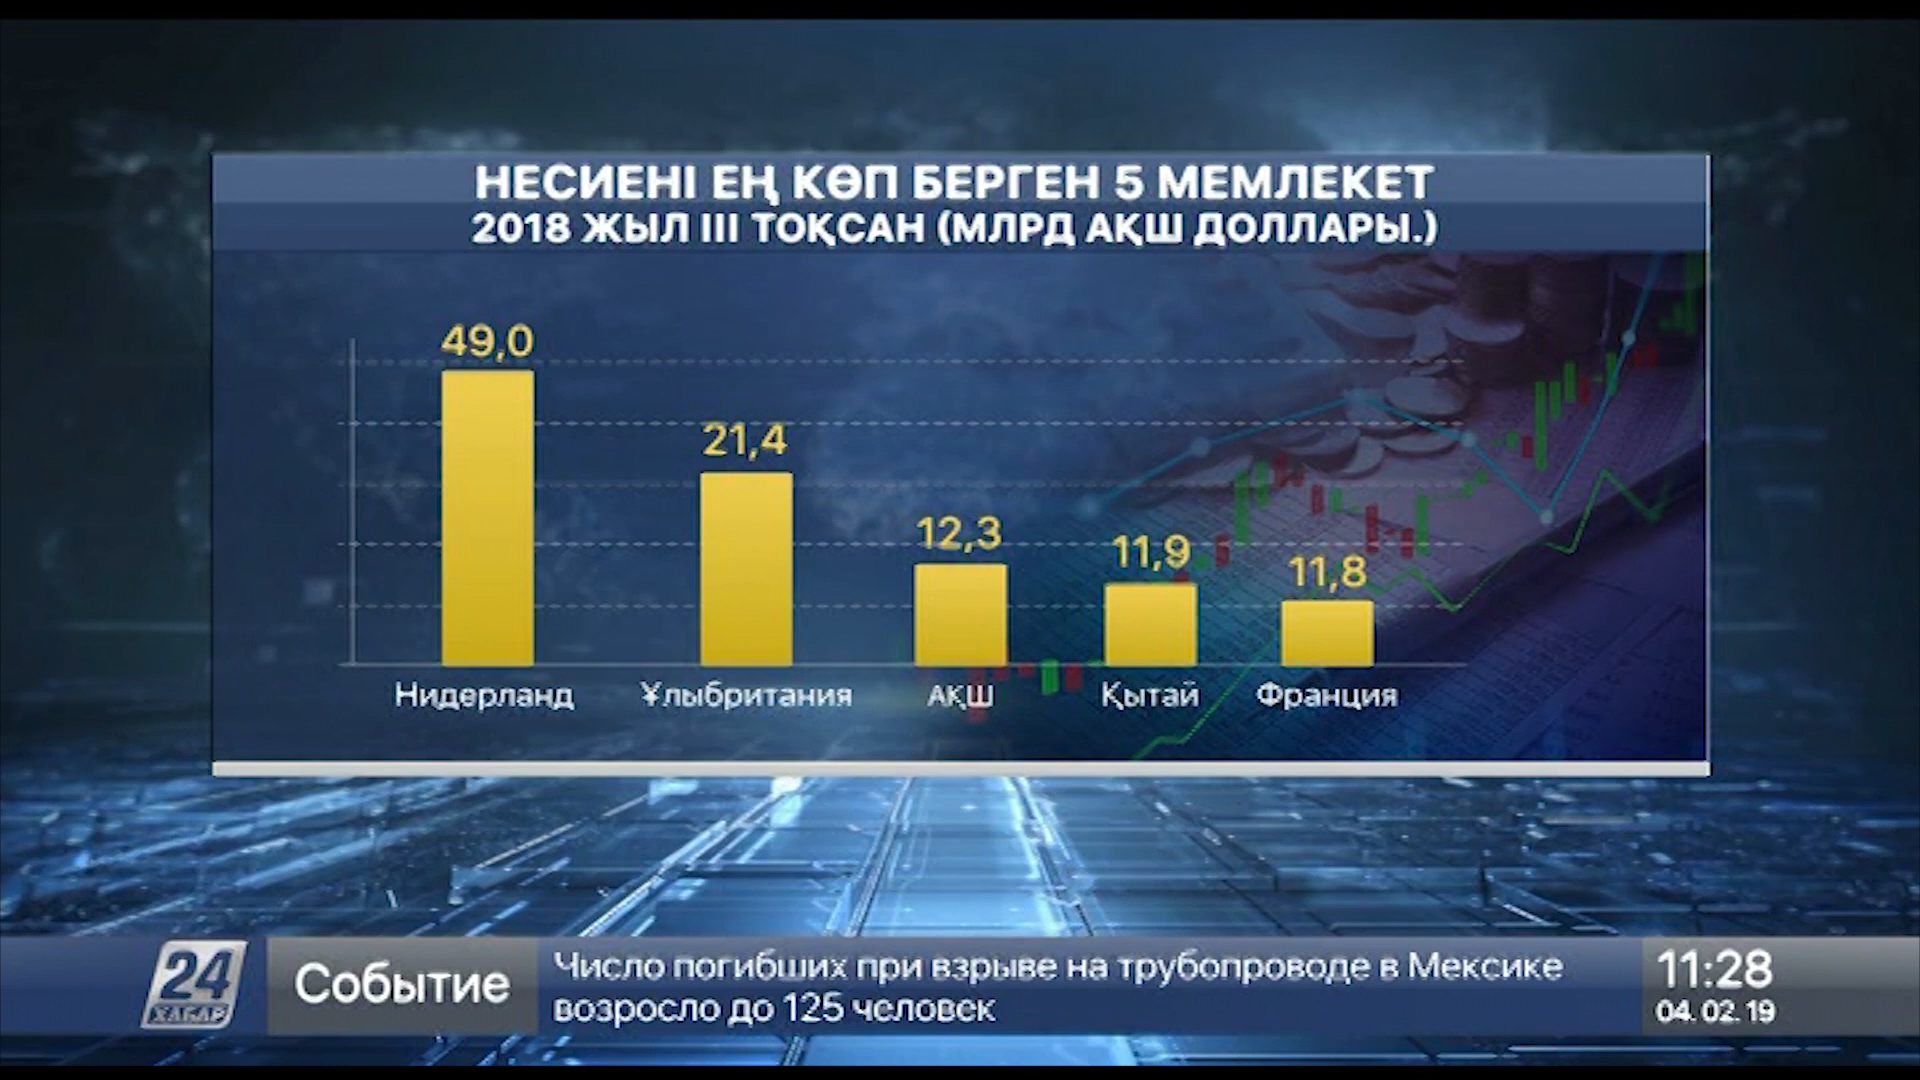 НЕСИЕНІ ЕҢ КӨП БЕРГЕН 5 МЕМЛЕКЕТ
2018 ЖЫЛ III ТОҚСАН (МЛРД АҚШ ДОЛЛАРЫ.)
49,0
21,4
12,3
11,9
11,8
Нидерланд
Ұлыбритания
АҚШ
Қытай
Франция
24
ХАБАР
Событие
Число погибших при взрыве на трубопроводе в Мексике
возросло до 125 человек
11:28
04. 02. 19